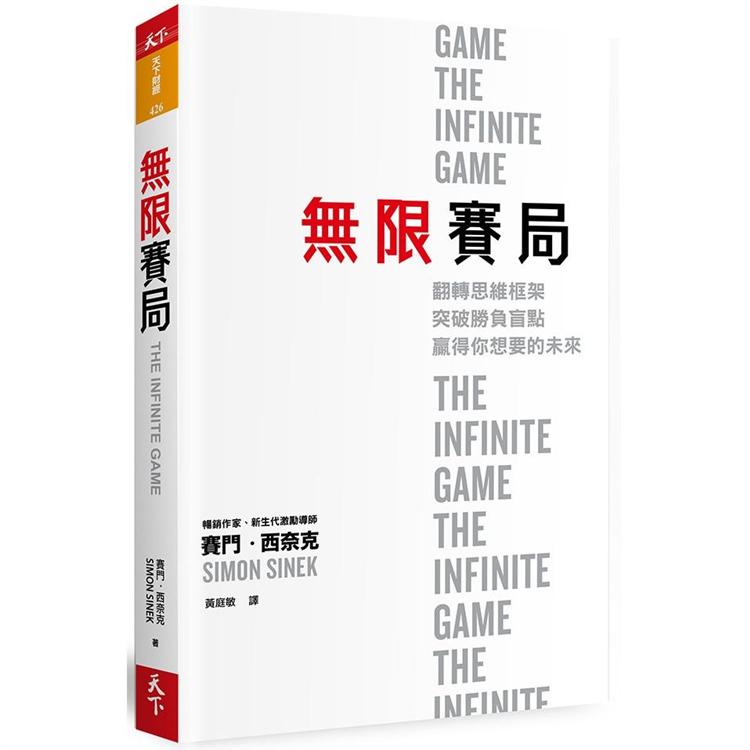 天下
天下財經
426
無限賽局
THE INFINITE GAME
賽門・西奈克
SIMON SINEK
著
天下
GAME
THE
INFINITE
GAME
無限賽局
翻轉思維框架
突破勝負盲點
贏得你想要的未來
THE
INFINITE
GAME
THE
INFINITE
GAME
THE
INFINITE
暢銷作家、新生代激勵導師
賽門・西奈克
SIMON SINEK
黃庭敏 譯